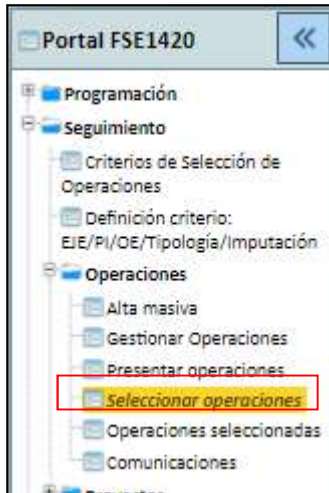 Portal FSE1420
Programación
Seguimiento
Criterios de Selección de
Operaciones
Definición criterio:
EJE/PI/OE/Tipología/Imputación
Operaciones
Alta masiva
Gestionar Operaciones
Presentar operaciones
Seleccionar operaciones
Operaciones seleccionadas
Comunicaciones